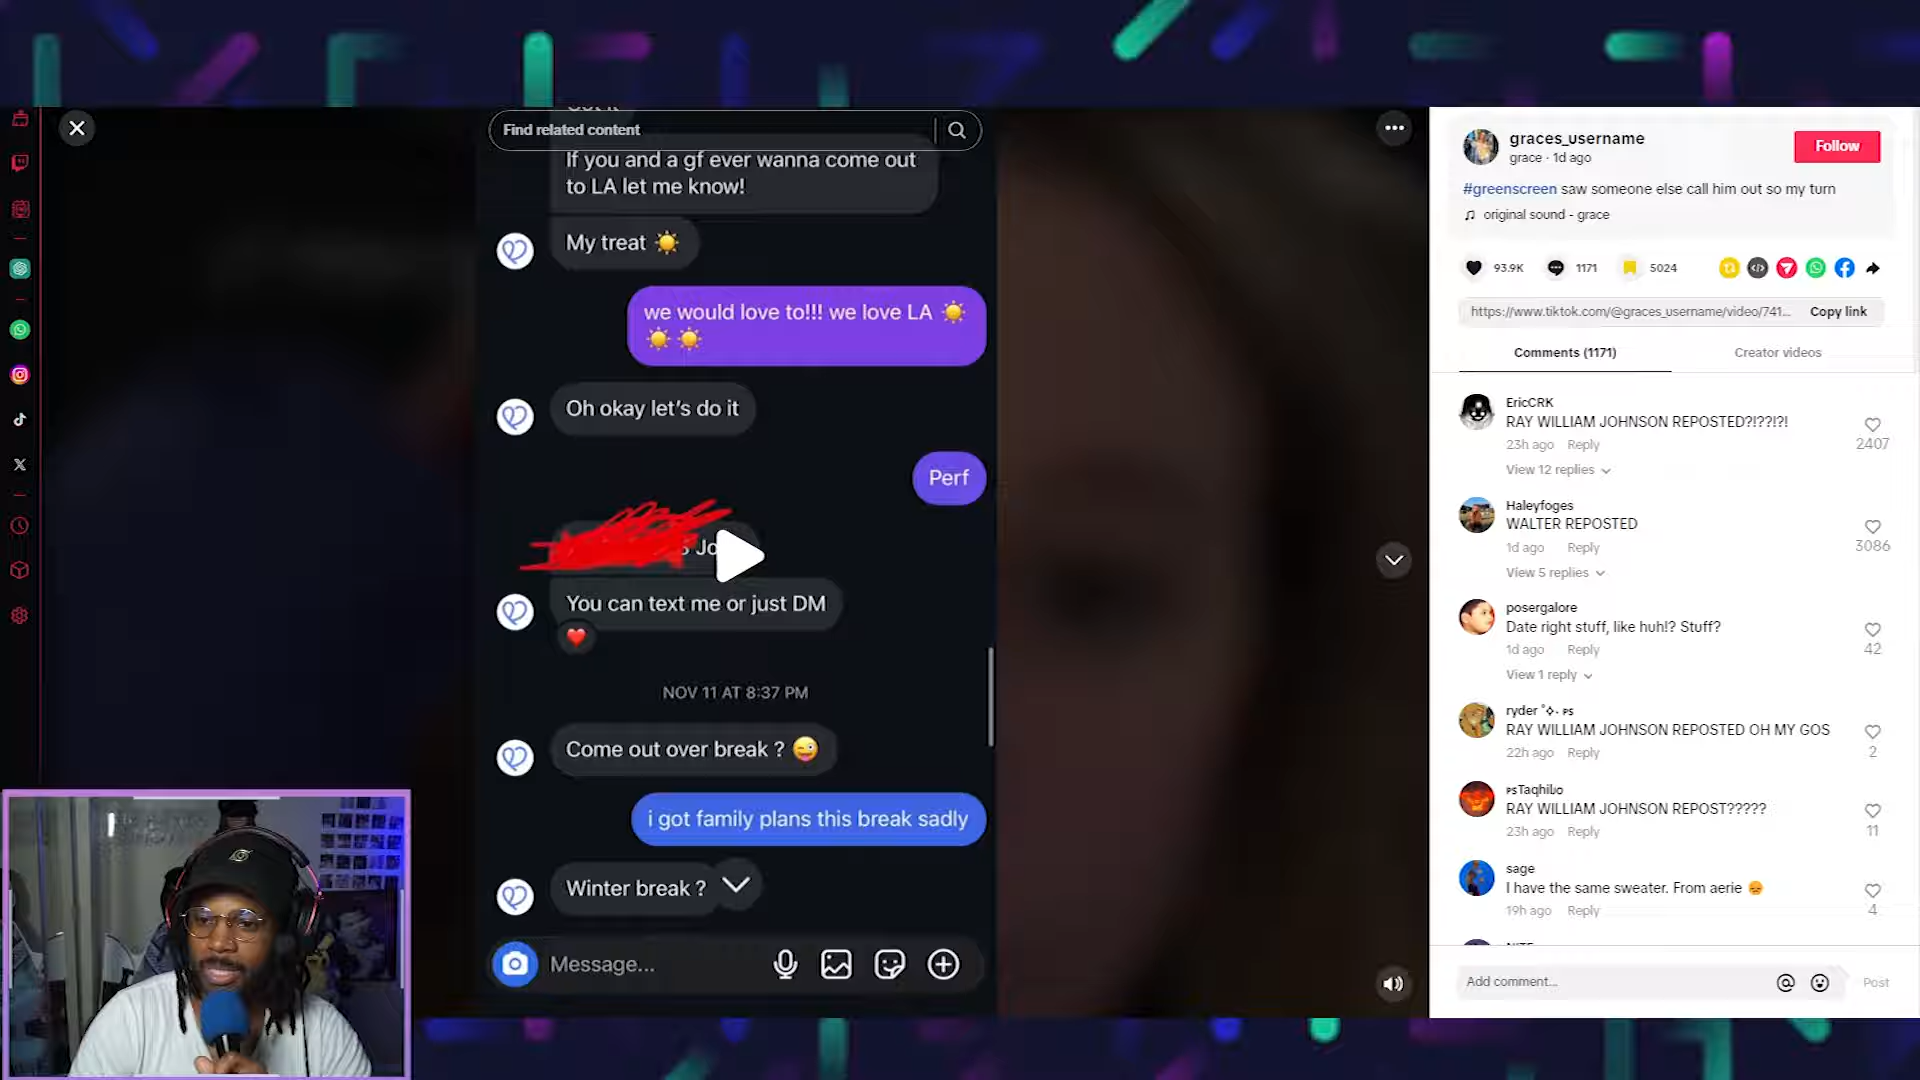 Find related content
If you and a gf ever wanna come out
to LA let me know!
My treat ☀️
we would love to!!! we love LA ☀️
☀️ ☀️
Oh okay let's do it
Perf
s Jo
You can text me or just DM
❤️
NOV 11 AT 8:37 PM
Come out over break ? 😜
i got family plans this break sadly
Winter break ?
Message...
graces_username
grace · 1d ago
Follow
#greenscreen saw someone else call him out so my turn
♫ original sound - grace
93.9K
1171
5024
https://www.tiktok.com/@graces_username/video/741...
Copy link
Comments (1171)
Creator videos
EricCRK
RAY WILLIAM JOHNSON REPOSTED?!??!?!
23h ago Reply
2407
View 12 replies
Haleyfoges
WALTER REPOSTED
1d ago Reply
3086
View 5 replies
posergalore
Date right stuff, like huh!? Stuff?
1d ago Reply
42
View 1 reply
ryder ˚✧. ᴘs
RAY WILLIAM JOHNSON REPOSTED OH MY GOS
22h ago Reply
2
RAY WILLIAM JOHNSON REPOST?????
23h ago Reply
11
sage
I have the same sweater. From aerie 😞
19h ago Reply
4
Add comment...
Post